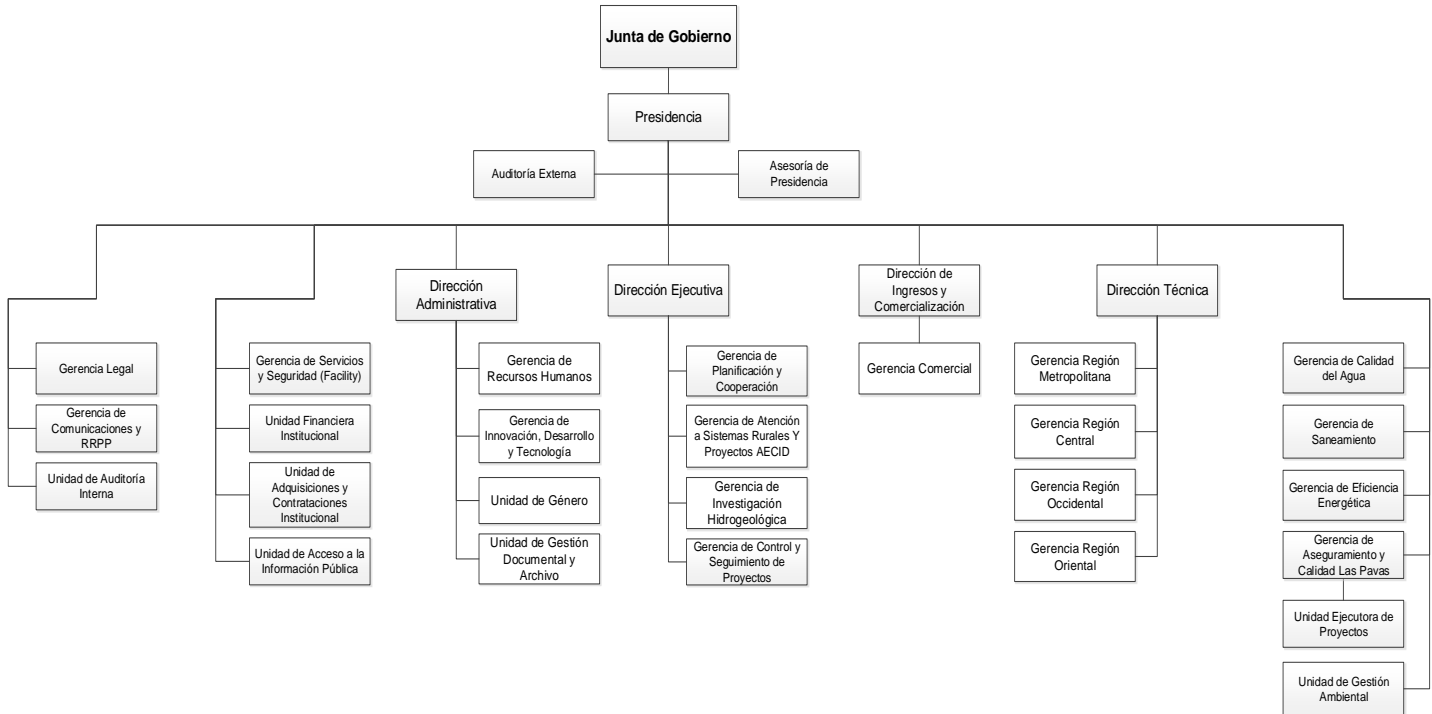 Junta de Gobierno
Presidencia
Auditoría Externa
Asesoría de
Presidencia
Dirección
Administrativa
Dirección Ejecutiva
Dirección de
Ingresos y
Comercialización
Dirección Técnica
Gerencia Legal
Gerencia de
Comunicaciones y
RRPP
Unidad de Auditoría
Interna
Gerencia de Servicios
y Seguridad (Facility)
Unidad Financiera
Institucional
Unidad de
Adquisiciones y
Contrataciones
Institucional
Unidad de Acceso a la
Información Pública
Gerencia de
Recursos Humanos
Gerencia de
Innovación, Desarrollo
y Tecnología
Unidad de Género
Unidad de Gestión
Documental y
Archivo
Gerencia de
Planificación y
Cooperación
Gerencia de Atención
a Sistemas Rurales Y
Proyectos AECID
Gerencia de
Investigación
Hidrogeológica
Gerencia de Control y
Seguimiento de
Proyectos
Gerencia Comercial
Gerencia Región
Metropolitana
Gerencia Región
Central
Gerencia Región
Occidental
Gerencia Región
Oriental
Gerencia de Calidad
del Agua
Gerencia de
Saneamiento
Gerencia de Eficiencia
Energética
Gerencia de
Aseguramiento y
Calidad Las Pavas
Unidad Ejecutora de
Proyectos
Unidad de Gestión
Ambiental